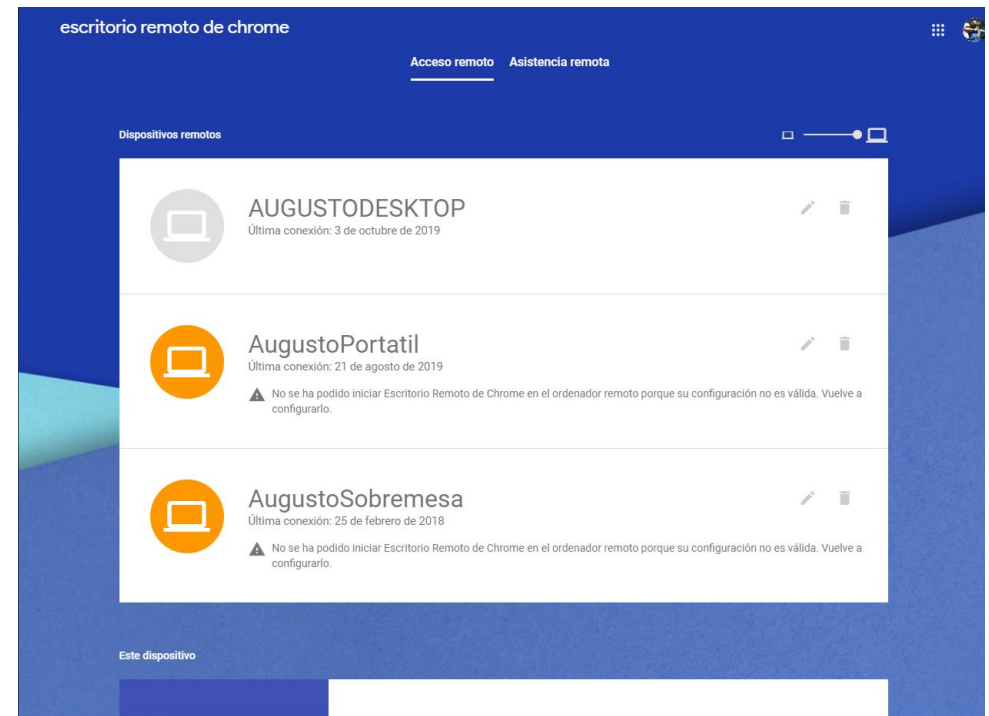 escritorio remoto de chrome
Acceso remoto Asistencia remota
Dispositivos remotos
AUGUSTODESKTOP
Última conexión: 3 de octubre de 2019
AugustoPortatil
Última conexión: 21 de agosto de 2019
No se ha podido iniciar Escritorio Remoto de Chrome en el ordenador remoto porque su configuración no es válida. Vuelve a
configurarlo.
AugustoSobremesa
Última conexión: 25 de febrero de 2018
No se ha podido iniciar Escritorio Remoto de Chrome en el ordenador remoto porque su configuración no es válida. Vuelve a
configurarlo.
Este dispositivo